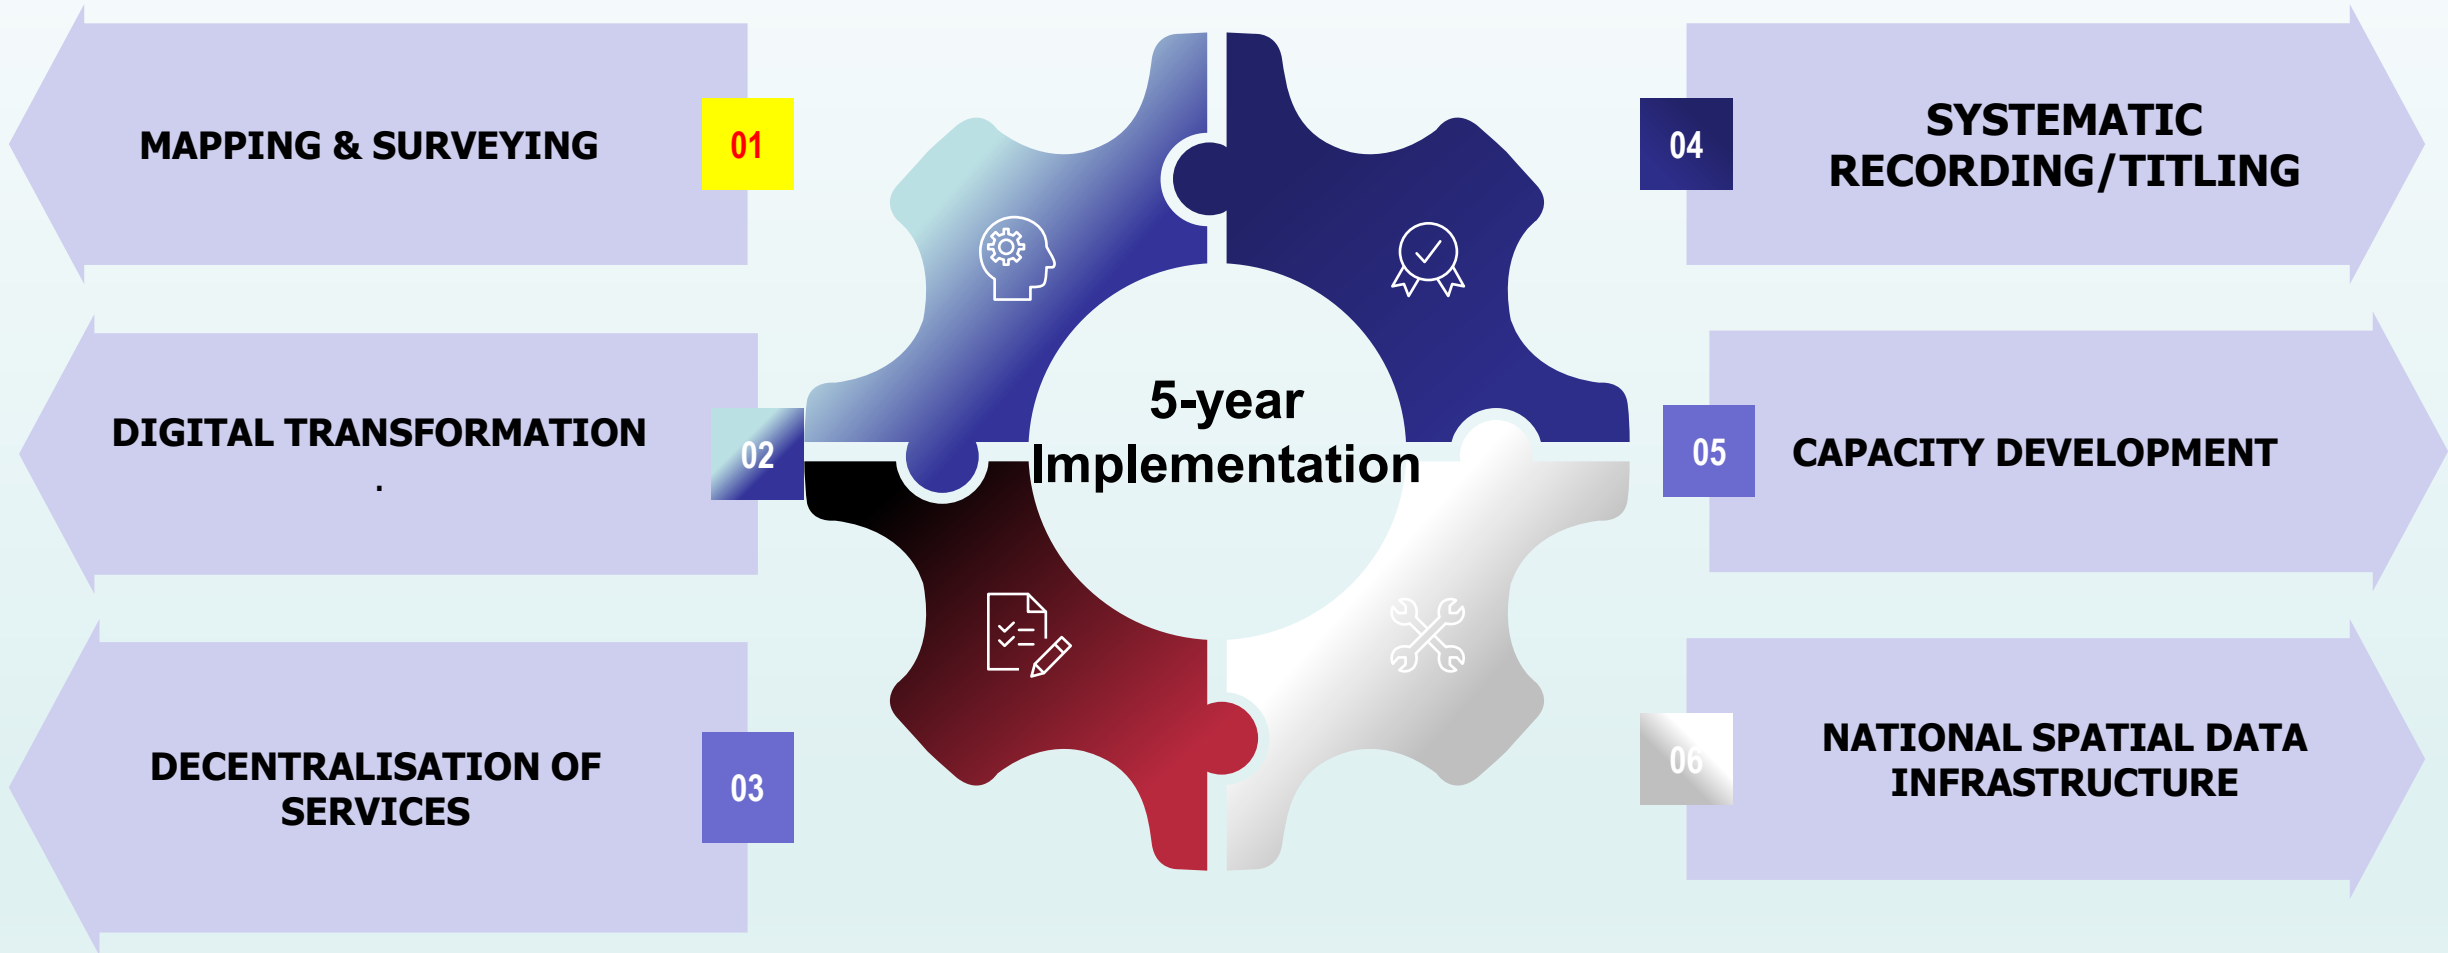 MAPPING & SURVEYING
01
DIGITAL TRANSFORMATION
.
02
DECENTRALISATION OF
SERVICES
03
5-year
Implementation
04
SYSTEMATIC
RECORDING/TITLING
05
CAPACITY DEVELOPMENT
06
NATIONAL SPATIAL DATA
INFRASTRUCTURE